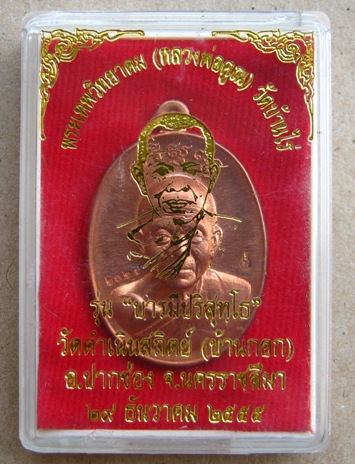 พระเทพวิทยาคม (หลวงพ่อคูณ) วัดบ้านไร่
รุ่น "บารมีปริสุทฺโธ"
วัดดำเนินสถิตย์ (บ้านกอก)
อ.ปากช่อง จ.นครราชสีมา
๒๙ ธันวาคม ๒๕๕๕